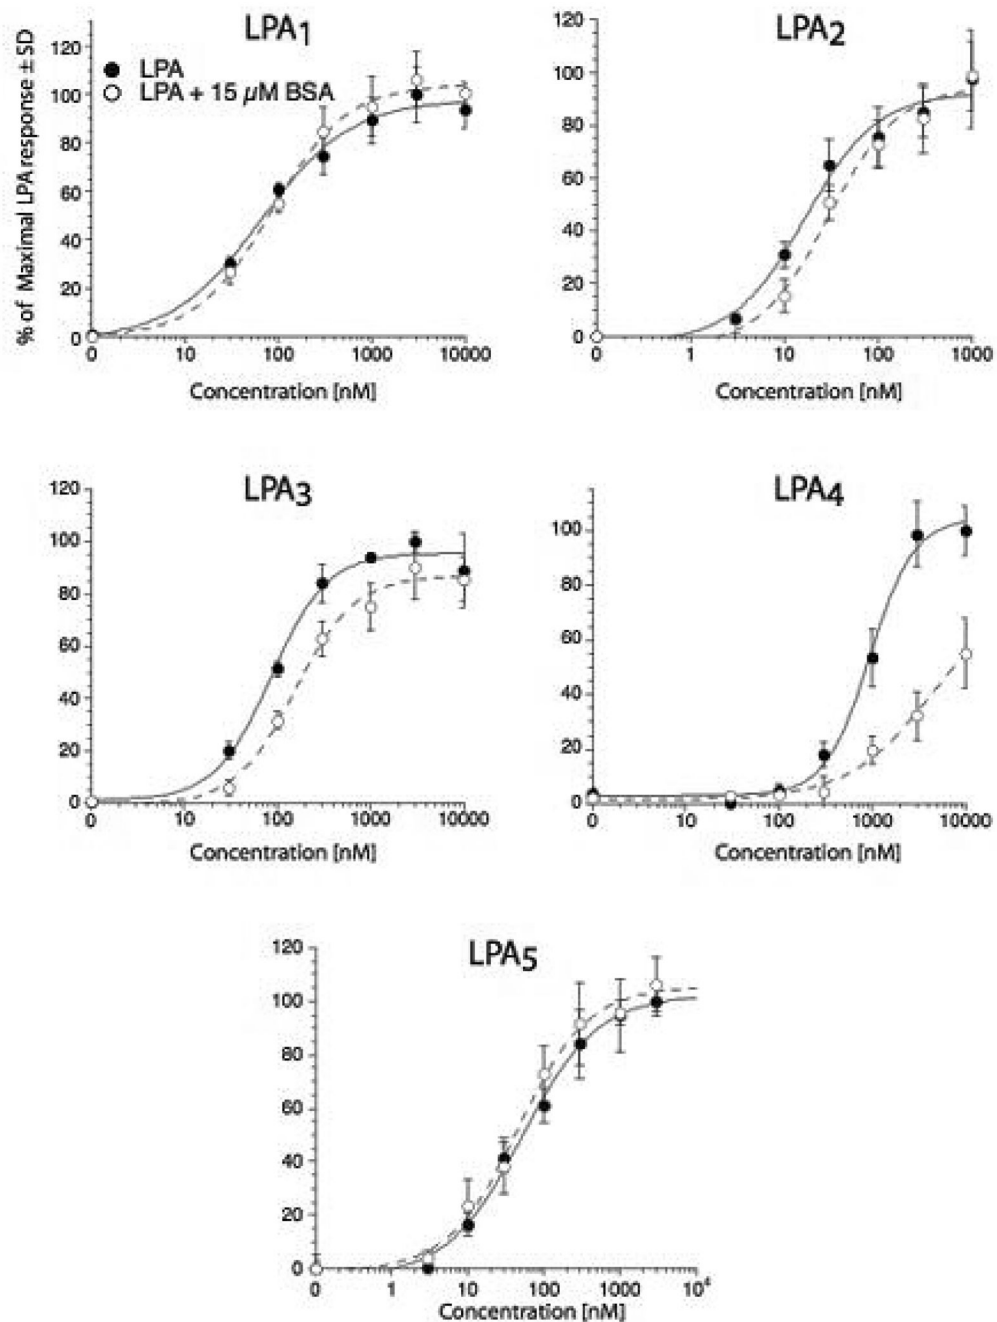 LPA1
% of Maximal LPA response ± SD
120
100
80
60
40
20
0
LPA
LPA + 15 µM BSA
0 10 100 1000 10000
Concentration [nM]
LPA2
120
100
80
60
40
20
0
0 1 10 100 1000
Concentration [nM]
LPA3
120
100
80
60
40
20
0
0 10 100 1000 10000
Concentration [nM]
LPA4
100
80
60
40
20
0
0 10 100 1000 10000
Concentration [nM]
LPA5
120
100
80
60
40
20
0
0 1 10 100 1000 10⁴
Concentration [nM]